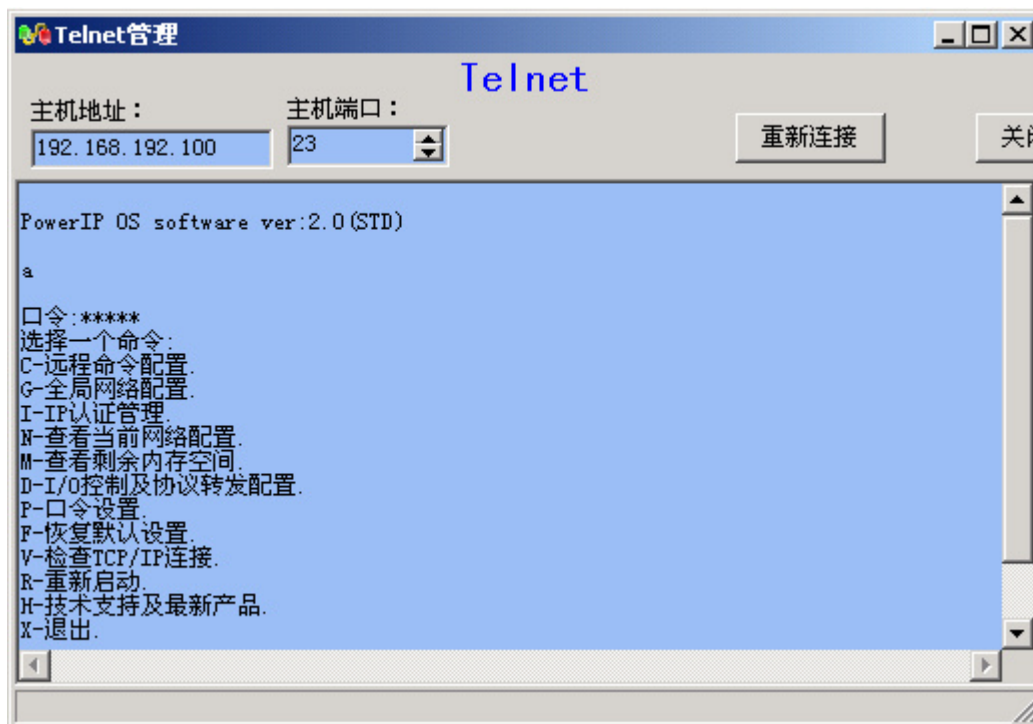 Telnet管理
Telnet
主机地址：
主机端口：
192.168.192.100
23
重新连接
关
PowerIP OS software ver:2.0(STD)
a
口令:*****
选择一个命令:
C-远程命令配置.
G-全局网络配置.
I-IP认证管理.
N-查看当前网络配置.
M-查看剩余内存空间.
D-I/O控制及协议转发配置.
P-口令设置.
F-恢复默认设置.
V-检查TCP/IP连接.
R-重新启动.
H-技术支持及最新产品.
X-退出.